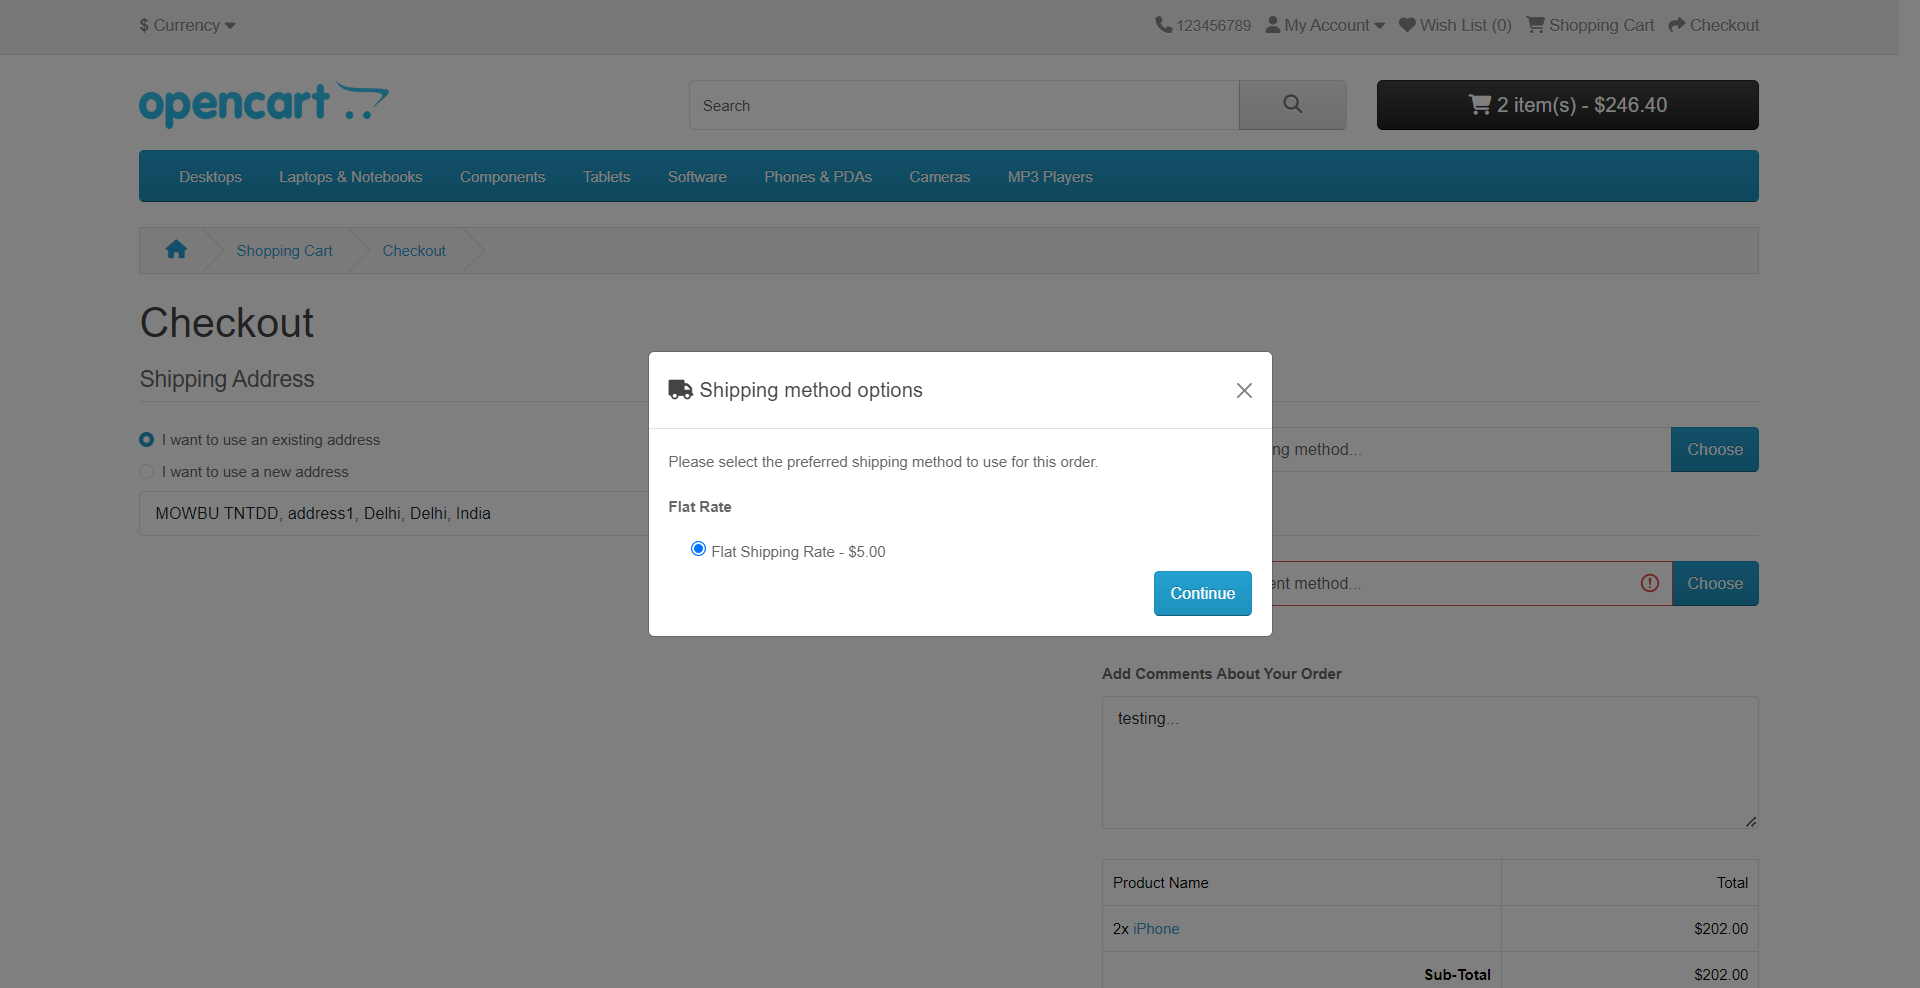 $ Currency
123456789 My Account Wish List (0) Shopping Cart Checkout
opencart
Search
2 item(s) - $246.40
Desktops Laptops & Notebooks Components Tablets Software Phones & PDAs Cameras MP3 Players
Shopping Cart Checkout
Checkout
Shipping Address
I want to use an existing address
I want to use a new address
MOWBU TNTDD, address1, Delhi, Delhi, India
Shipping method options
Please select the preferred shipping method to use for this order.
Flat Rate
Flat Shipping Rate - $5.00
Continue
method...
Choose
method...
Choose
Add Comments About Your Order
testing...
Product Name Total
2x iPhone $202.00
Sub-Total $202.00